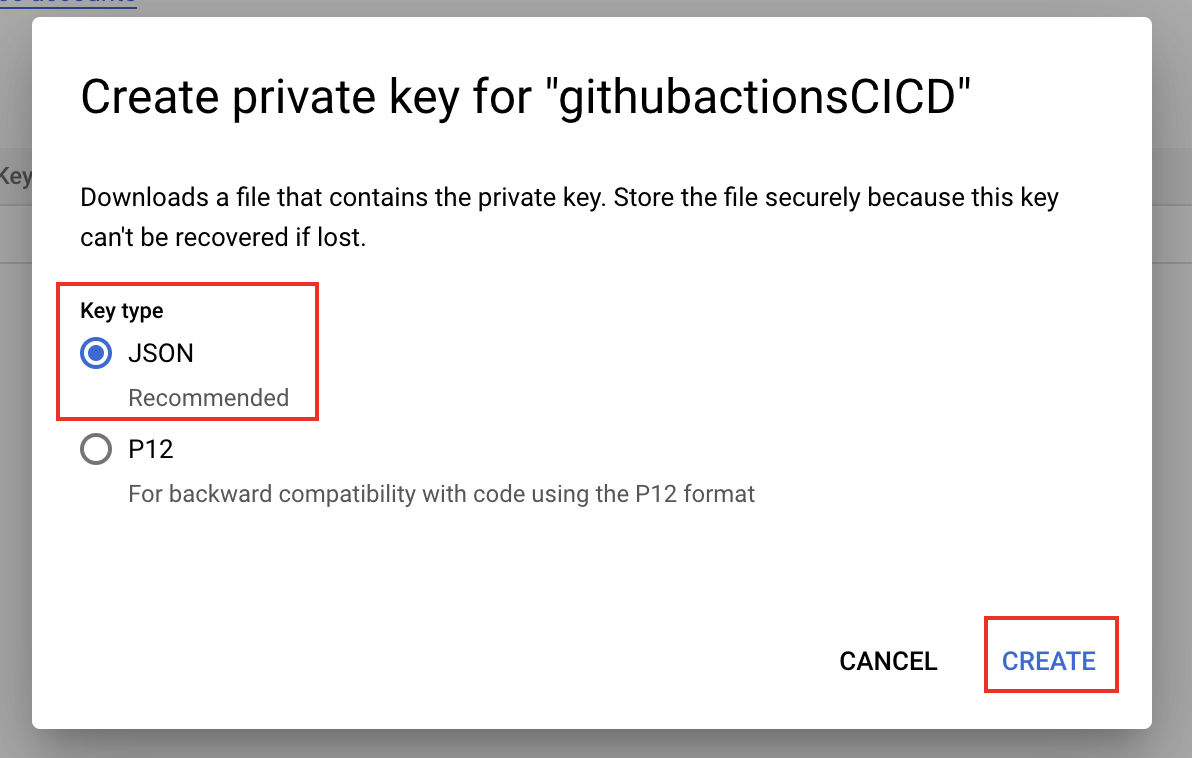 Create private key for "githubactionsCICD"
Key
Downloads a file that contains the private key. Store the file securely because this key
can't be recovered if lost.
Key type
JSON
Recommended
P12
For backward compatibility with code using the P12 format
CANCEL CREATE